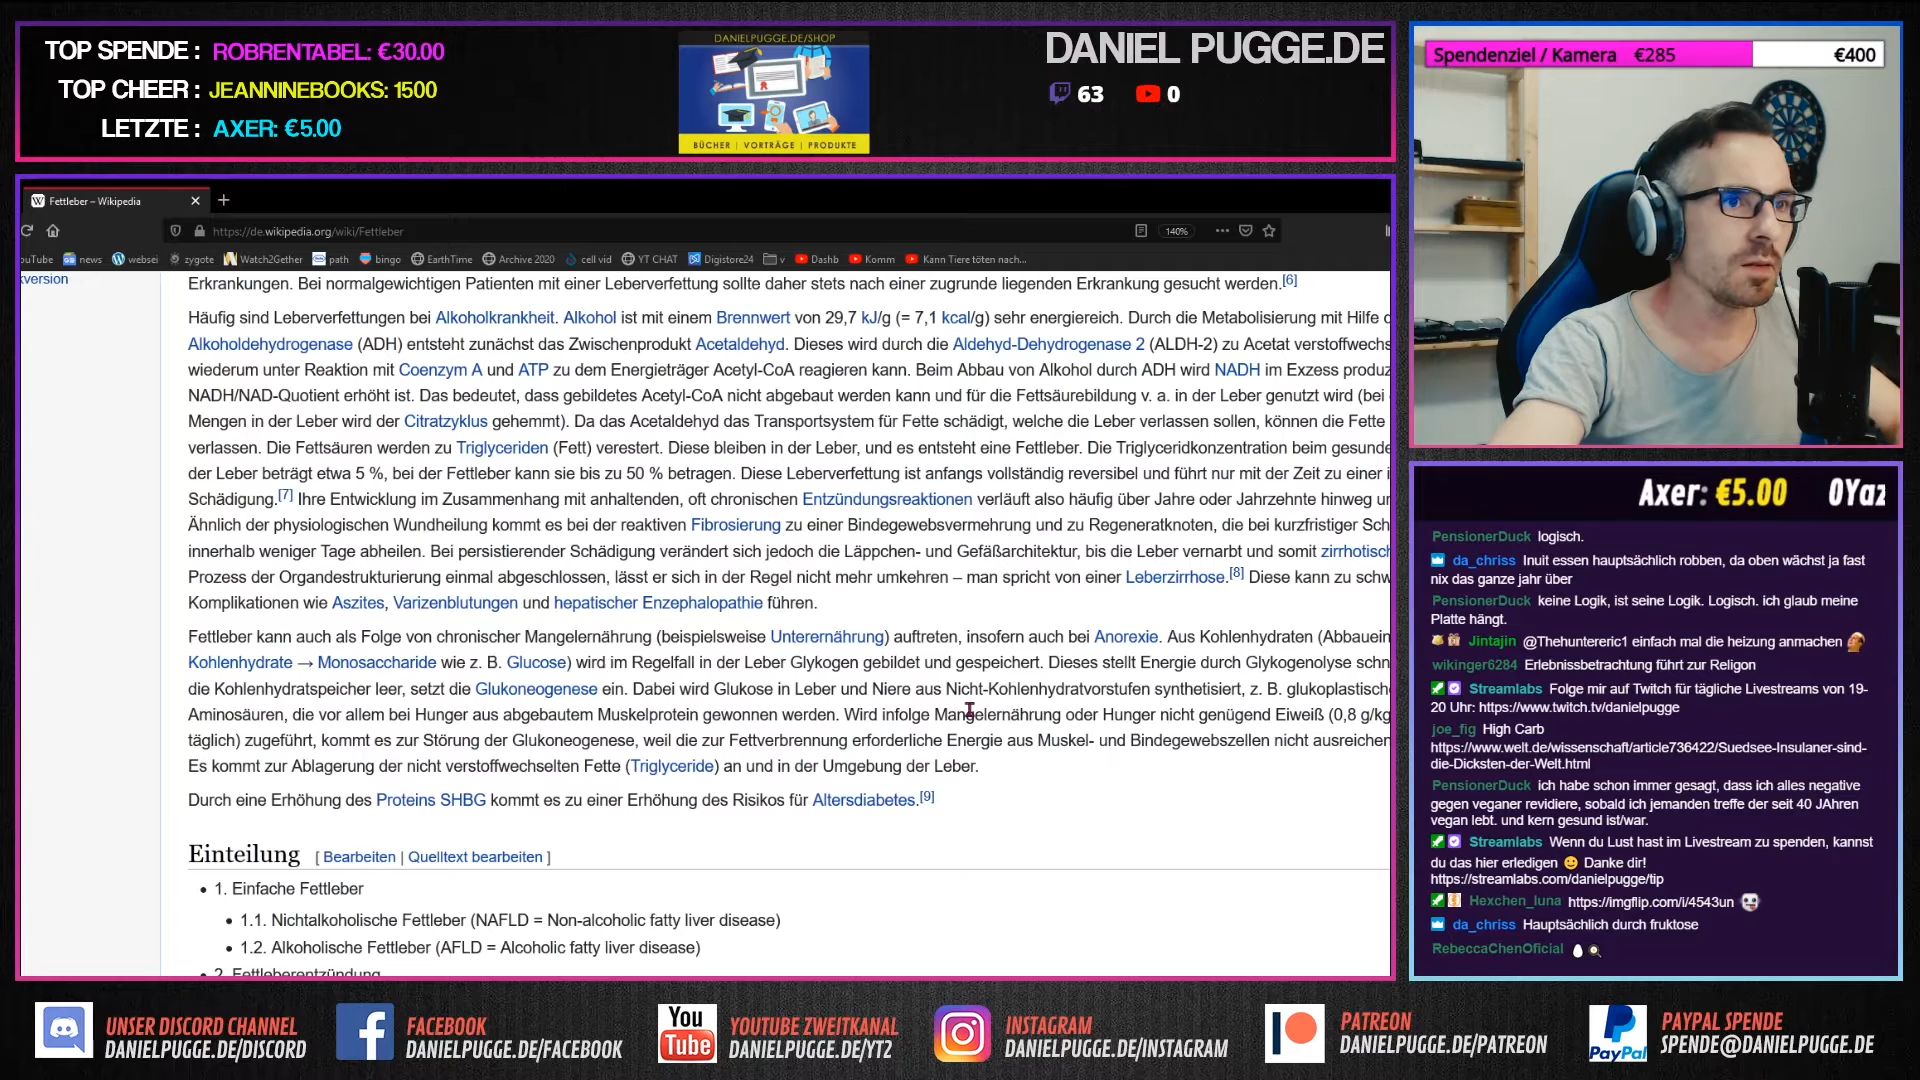 TOP SPENDE : ROBRENTABEL: €30.00
TOP CHEER : JEANNINEBOOKS: 1500
LETZTE : AXER: €5.00
DANIELPUGGE.DE/SHOP
BÜCHER | VORTRÄGE | PRODUKTE
DANIEL PUGGE.DE
63 0
Spendenziel / Kamera €285 €400
Fettleber – Wikipedia
https://de.wikipedia.org/wiki/Fettleber 140%
ouTube news websei zygote Watch2Gether path bingo EarthTime Archive 2020 cell vid YT CHAT Digistore24 v Dashb Komm Kann Tiere töten nach...
kversion
Erkrankungen. Bei normalgewichtigen Patienten mit einer Leberverfettung sollte daher stets nach einer zugrunde liegenden Erkrankung gesucht werden.[6]
Häufig sind Leberverfettungen bei Alkoholkrankheit. Alkohol ist mit einem Brennwert von 29,7 kJ/g (= 7,1 kcal/g) sehr energiereich. Durch die Metabolisierung mit Hilfe
Alkoholdehydrogenase (ADH) entsteht zunächst das Zwischenprodukt Acetaldehyd. Dieses wird durch die Aldehyd-Dehydrogenase 2 (ALDH-2) zu Acetat verstoffwechs
wiederum unter Reaktion mit Coenzym A und ATP zu dem Energieträger Acetyl-CoA reagieren kann. Beim Abbau von Alkohol durch ADH wird NADH im Exzess produz
NADH/NAD-Quotient erhöht ist. Das bedeutet, dass gebildetes Acetyl-CoA nicht abgebaut werden kann und für die Fettsäurebildung v. a. in der Leber genutzt wird (bei
Mengen in der Leber wird der Citratzyklus gehemmt). Da das Acetaldehyd das Transportsystem für Fette schädigt, welche die Leber verlassen sollen, können die Fette
verlassen. Die Fettsäuren werden zu Triglyceriden (Fett) verestert. Diese bleiben in der Leber, und es entsteht eine Fettleber. Die Triglyceridkonzentration beim gesunde
der Leber beträgt etwa 5 %, bei der Fettleber kann sie bis zu 50 % betragen. Diese Leberverfettung ist anfangs vollständig reversibel und führt nur mit der Zeit zu einer i
Schädigung.[7] Ihre Entwicklung im Zusammenhang mit anhaltenden, oft chronischen Entzündungsreaktionen verläuft also häufig über Jahre oder Jahrzehnte hinweg ur
Ähnlich der physiologischen Wundheilung kommt es bei der reaktiven Fibrosierung zu einer Bindegewebsvermehrung und zu Regeneratknoten, die bei kurzfristiger Sch
innerhalb weniger Tage abheilen. Bei persistierender Schädigung verändert sich jedoch die Läppchen- und Gefäßarchitektur, bis die Leber vernarbt und somit zirrhotisch
Prozess der Organdestrukturierung einmal abgeschlossen, lässt er sich in der Regel nicht mehr umkehren – man spricht von einer Leberzirrhose.[8] Diese kann zu schw
Komplikationen wie Aszites, Varizenblutungen und hepatischer Enzephalopathie führen.
Fettleber kann auch als Folge von chronischer Mangelernährung (beispielsweise Unterernährung) auftreten, insofern auch bei Anorexie. Aus Kohlenhydraten (Abbauein
Kohlenhydrate → Monosaccharide wie z. B. Glucose) wird im Regelfall in der Leber Glykogen gebildet und gespeichert. Dieses stellt Energie durch Glykogenolyse schn
die Kohlenhydratspeicher leer, setzt die Glukoneogenese ein. Dabei wird Glukose in Leber und Niere aus Nicht-Kohlenhydratvorstufen synthetisiert, z. B. glukoplastische
Aminosäuren, die vor allem bei Hunger aus abgebautem Muskelprotein gewonnen werden. Wird infolge Mangelernährung oder Hunger nicht genügend Eiweiß (0,8 g/kg
täglich) zugeführt, kommt es zur Störung der Glukoneogenese, weil die zur Fettverbrennung erforderliche Energie aus Muskel- und Bindegewebszellen nicht ausreichen
Es kommt zur Ablagerung der nicht verstoffwechselten Fette (Triglyceride) an und in der Umgebung der Leber.
Durch eine Erhöhung des Proteins SHBG kommt es zu einer Erhöhung des Risikos für Altersdiabetes.[9]
Einteilung [ Bearbeiten | Quelltext bearbeiten ]
1. Einfache Fettleber
1.1. Nichtalkoholische Fettleber (NAFLD = Non-alcoholic fatty liver disease)
1.2. Alkoholische Fettleber (AFLD = Alcoholic fatty liver disease)
2. Fettleberentzündung
Axer: €5.00 0Yaz
PensionerDuck logisch.
da_chriss Inuit essen hauptsächlich robben, da oben wächst ja fast
nix das ganze jahr über
PensionerDuck keine Logik, ist seine Logik. Logisch. ich glaub meine
Platte hängt.
Jintajin @Thehuntereric1 einfach mal die heizung anmachen
wikinger6284 Erlebnissbetrachtung führt zur Religion
Streamlabs Folge mir auf Twitch für tägliche Livestreams von 19-
20 Uhr: https://www.twitch.tv/danielpugge
joe_fig High Carb
https://www.welt.de/wissenschaft/article736422/Suedsee-Insulaner-sind-
die-Dicksten-der-Welt.html
PensionerDuck ich habe schon immer gesagt, dass ich alles negative
gegen veganer revidiere, sobald ich jemanden treffe der seit 40 JAhren
vegan lebt. und kern gesund ist/war.
Streamlabs Wenn du Lust hast im Livestream zu spenden, kannst
du das hier erledigen 🙂 Danke dir!
https://streamlabs.com/danielpugge/tip
Hexchen_luna https://imgflip.com/i/4543un
da_chriss Hauptsächlich durch fruktose
RebeccaChenOficial
UNSER DISCORD CHANNEL
DANIELPUGGE.DE/DISCORD
FACEBOOK
DANIELPUGGE.DE/FACEBOOK
You
Tube
YOUTUBE ZWEITKANAL
DANIELPUGGE.DE/YT2
INSTAGRAM
DANIELPUGGE.DE/INSTAGRAM
PATREON
DANIELPUGGE.DE/PATREON
PayPal
PAYPAL SPENDE
SPENDE@DANIELPUGGE.DE